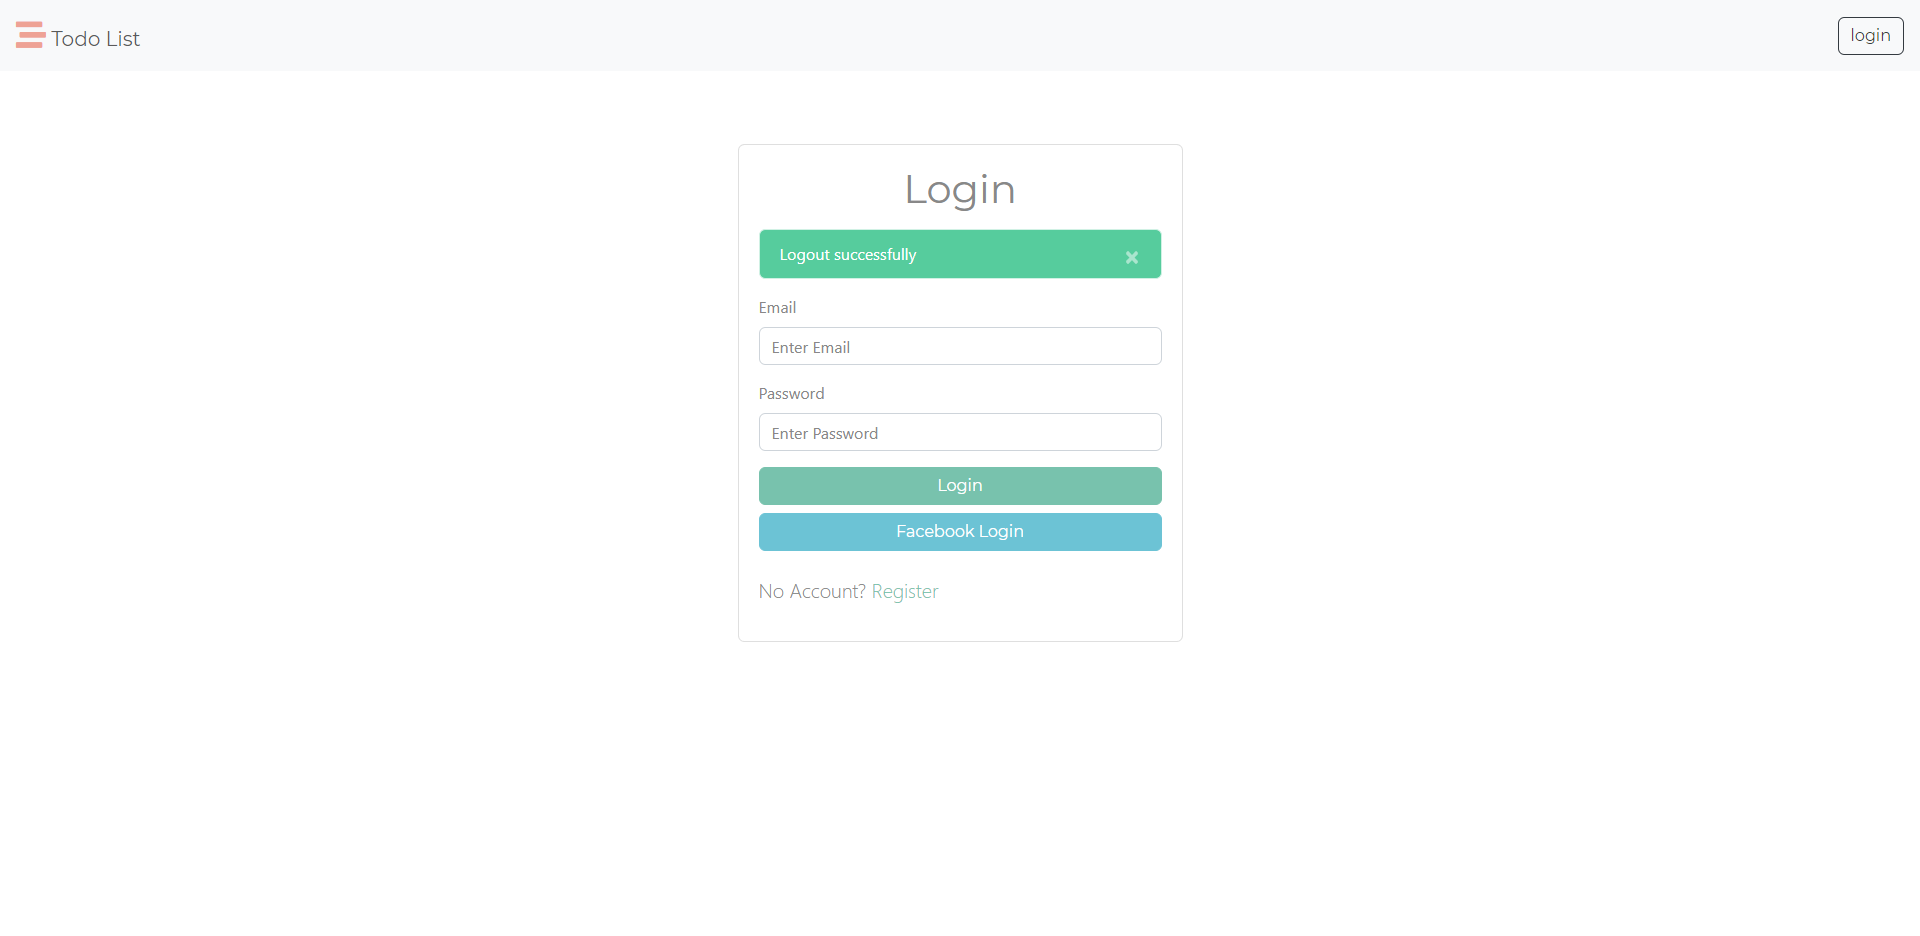 Todo List
login
Login
Logout successfully ×
Email
Enter Email
Password
Enter Password
Login
Facebook Login
No Account? Register